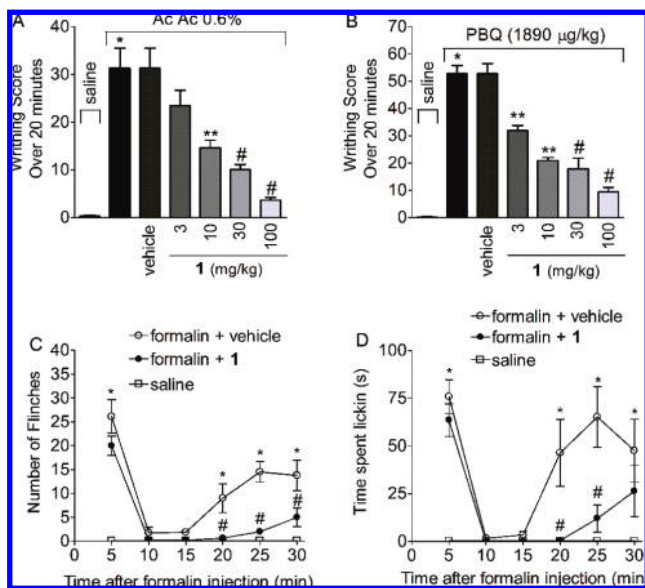 A
Ac Ac 0.6%
Writhing Score
Over 20 minutes
40
30
20
10
0
saline
*
**
#
#
vehicle
3
10
30
100
1 (mg/kg)
B
PBQ (1890 µg/kg)
Writhing Score
Over 20 minutes
70
60
50
40
30
20
10
0
saline
*
**
**
#
#
vehicle
3
10
30
100
1 (mg/kg)
C
formalin + vehicle
formalin + 1
saline
Number of Flinches
40
35
30
25
20
15
10
5
0
*
*
*
*
#
#
#
0
5
10
15
20
25
30
Time after formalin injection (min)
D
formalin + vehicle
formalin + 1
saline
Time spent lickin (s)
100
75
50
25
0
*
*
*
*
#
#
0
5
10
15
20
25
30
Time after formalin injection (min)